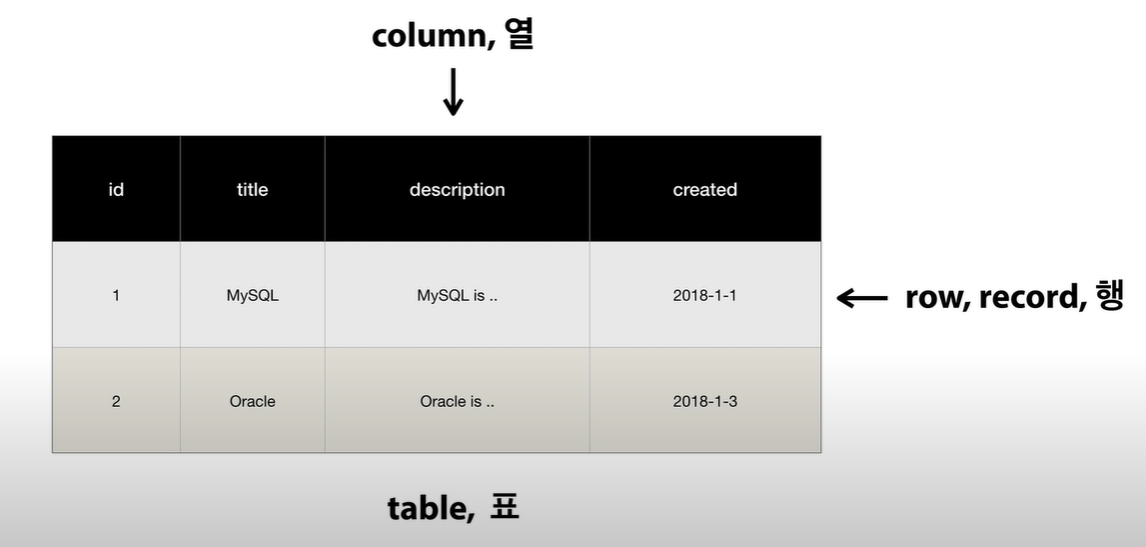 column, 열
id title description created
1 MySQL MySQL is .. 2018-1-1
row, record, 행
2 Oracle Oracle is .. 2018-1-3
table, 표